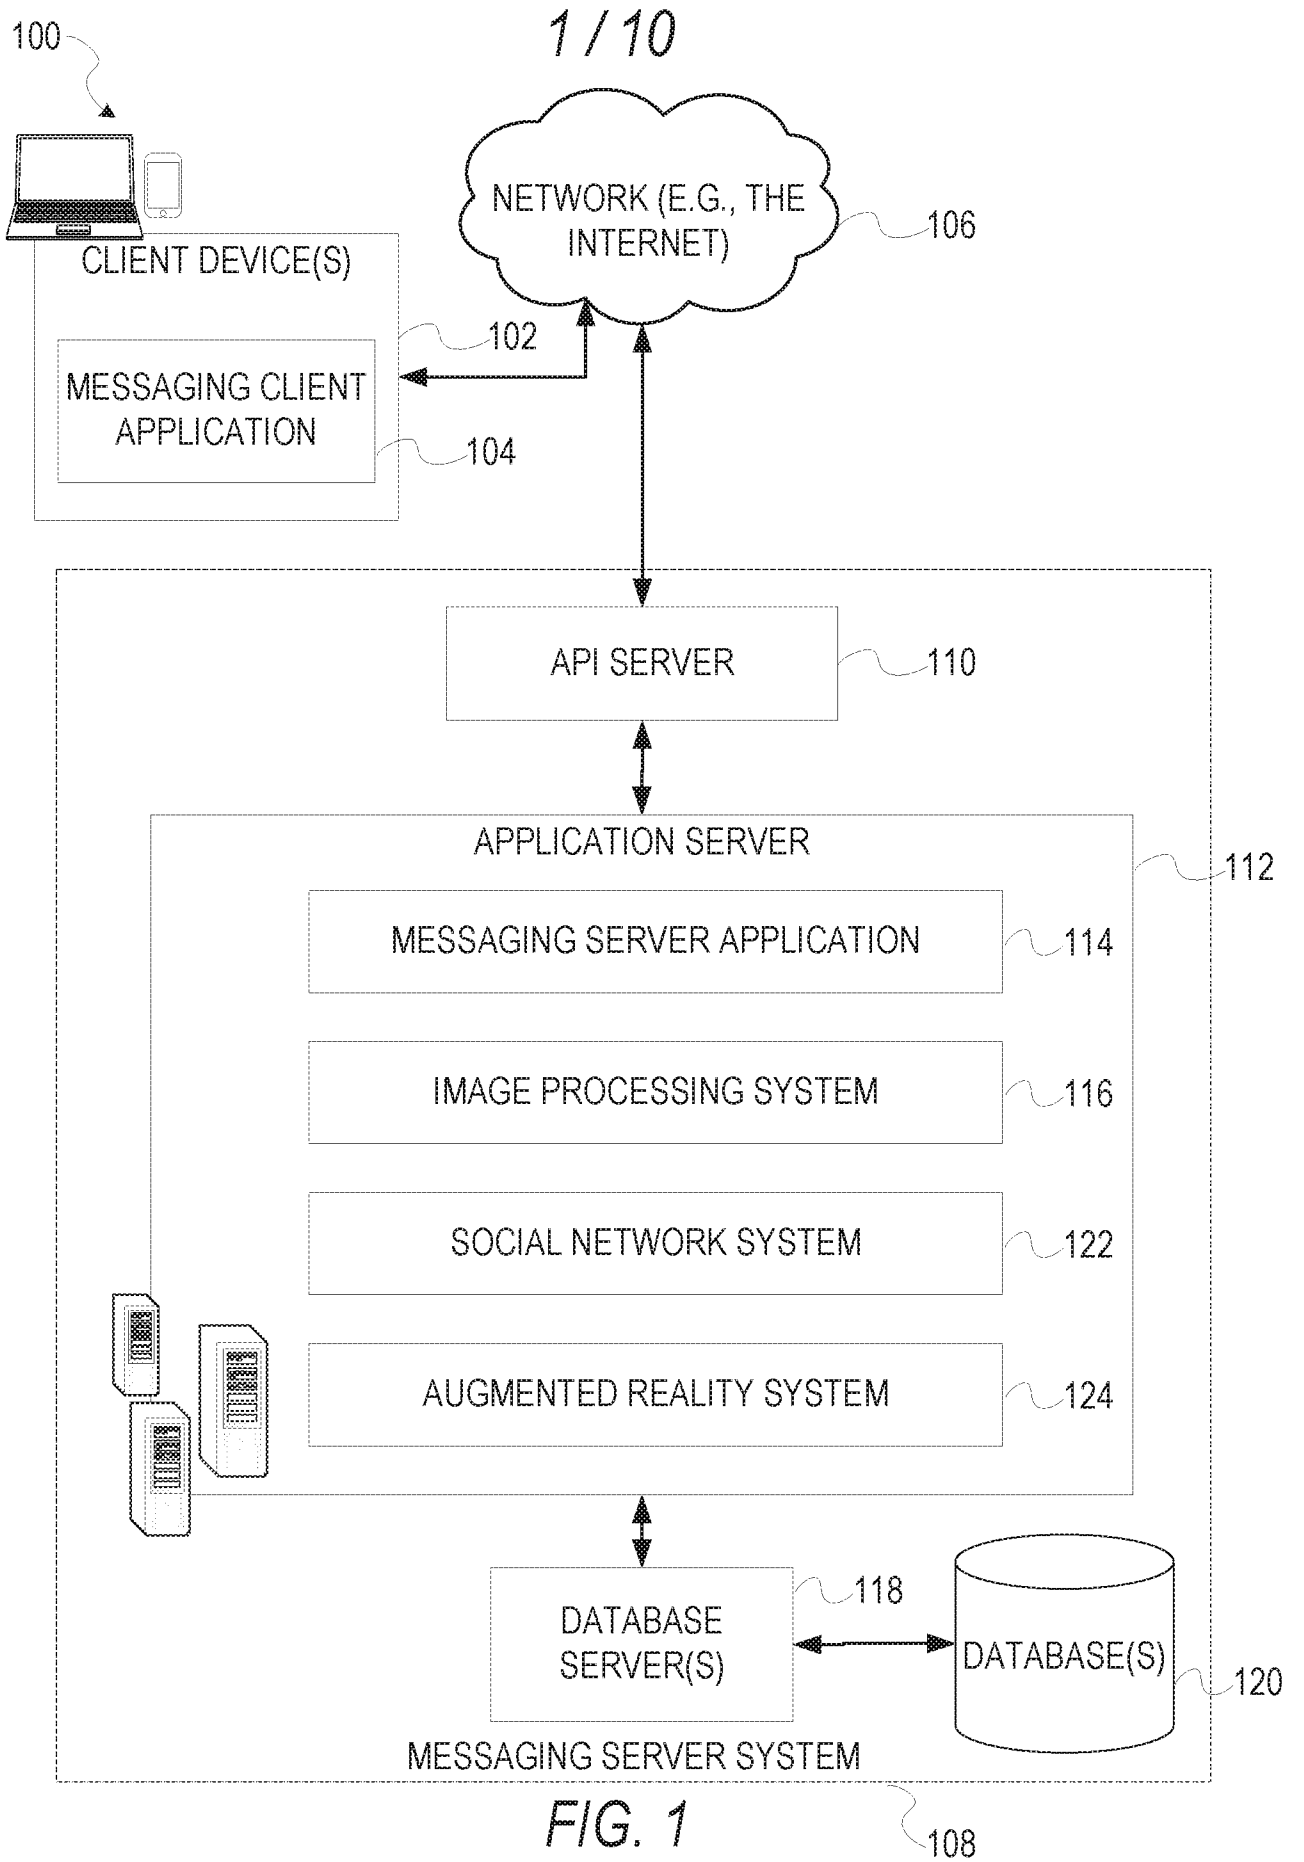 1 / 10
100
NETWORK (E.G., THE
INTERNET)
106
CLIENT DEVICE(S)
102
MESSAGING CLIENT
APPLICATION
104
API SERVER
110
APPLICATION SERVER
112
MESSAGING SERVER APPLICATION
114
IMAGE PROCESSING SYSTEM
116
SOCIAL NETWORK SYSTEM
122
AUGMENTED REALITY SYSTEM
124
DATABASE
SERVER(S)
118
DATABASE(S)
120
MESSAGING SERVER SYSTEM
108
FIG. 1